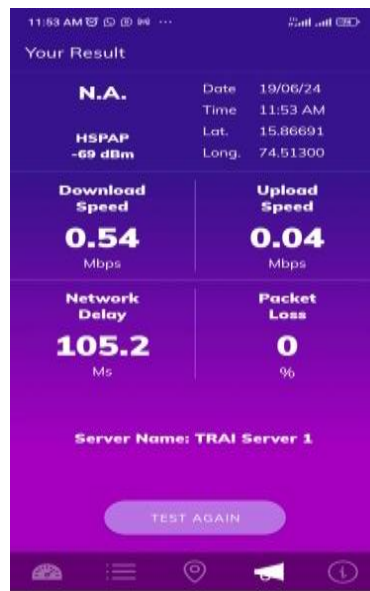 11:53 AM
Your Result
N.A.
HSPAP
-69 dBm
Date 19/06/24
Time 11:53 AM
Lat. 15.86691
Long. 74.51300
Download
Speed
0.54
Mbps
Upload
Speed
0.04
Mbps
Network
Delay
105.2
Ms
Packet
Loss
0
%
Server Name: TRAI Server 1
TEST AGAIN